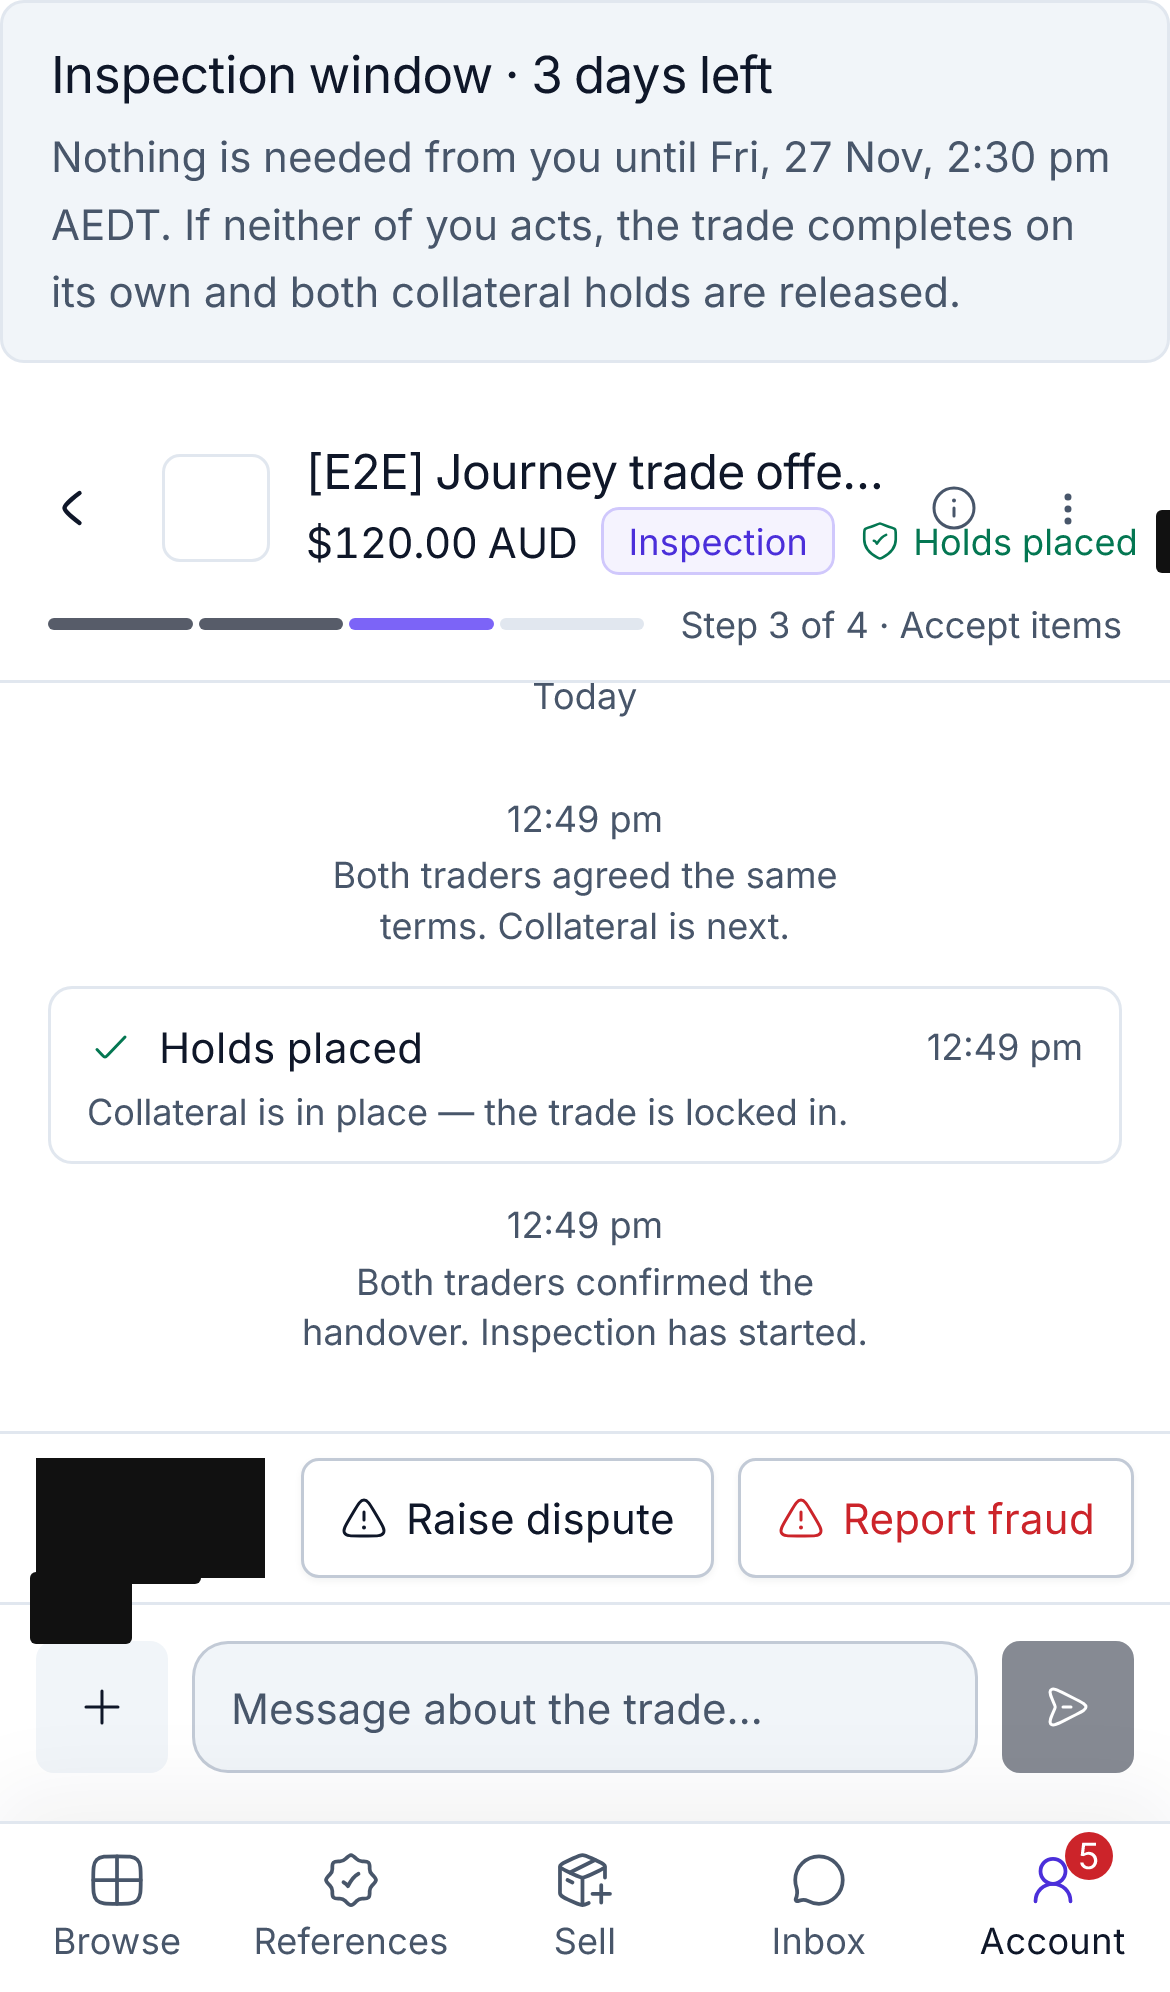 Inspection window · 3 days left
Nothing is needed from you until Fri, 27 Nov, 2:30 pm
AEDT. If neither of you acts, the trade completes on
its own and both collateral holds are released.
[E2E] Journey trade offe...
$120.00 AUD Inspection Holds placed
Step 3 of 4 · Accept items
Today
12:49 pm
Both traders agreed the same
terms. Collateral is next.
Holds placed 12:49 pm
Collateral is in place — the trade is locked in.
12:49 pm
Both traders confirmed the
handover. Inspection has started.
Raise dispute Report fraud
Message about the trade...
5
Browse References Sell Inbox Account